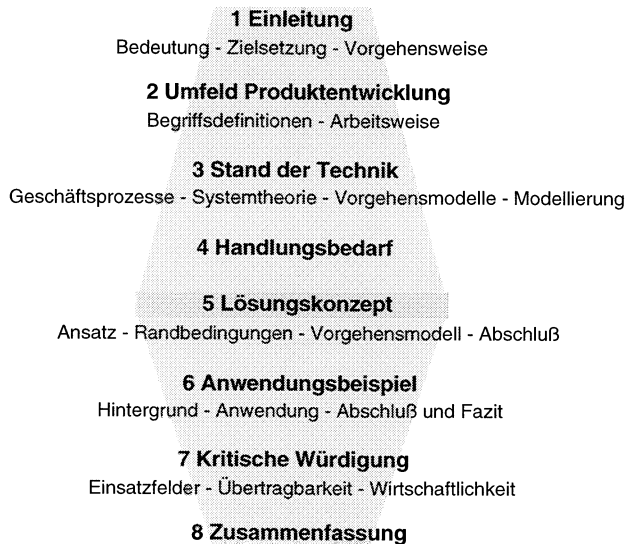 1 Einleitung
Bedeutung - Zielsetzung - Vorgehensweise
2 Umfeld Produktentwicklung
Begriffsdefinitionen - Arbeitsweise
3 Stand der Technik
Geschäftsprozesse - Systemtheorie - Vorgehensmodelle - Modellierung
4 Handlungsbedarf
5 Lösungskonzept
Ansatz - Randbedingungen - Vorgehensmodell - Abschluß
6 Anwendungsbeispiel
Hintergrund - Anwendung - Abschluß und Fazit
7 Kritische Würdigung
Einsatzfelder - Übertragbarkeit - Wirtschaftlichkeit
8 Zusammenfassung